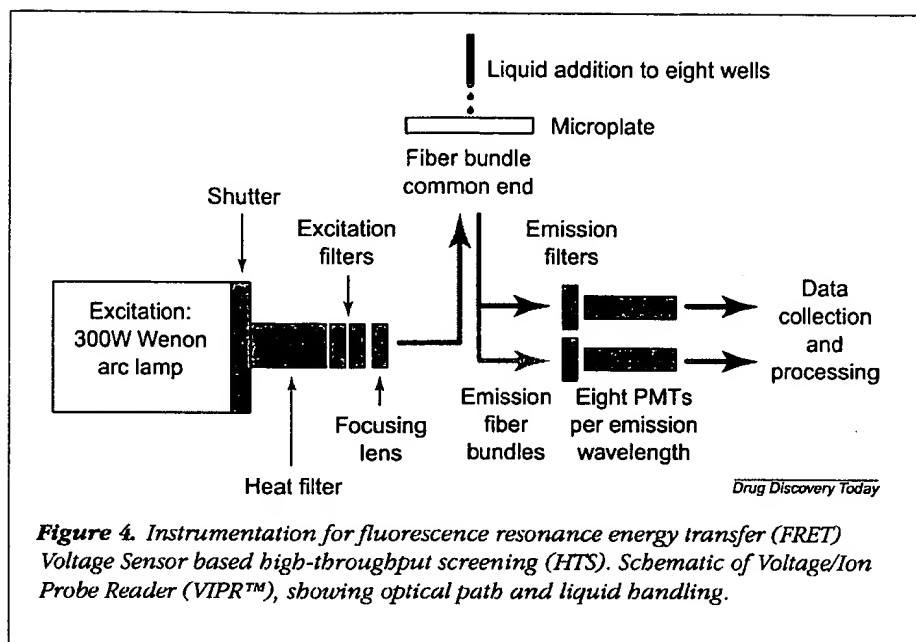 Liquid addition to eight wells
Microplate
Fiber bundle
common end
Shutter
Excitation
filters
Emission
filters
Excitation:
300W Wenon
arc lamp
Data
collection
and
processing
Focusing
lens
Emission
fiber
bundles
Eight PMTs
per emission
wavelength
Heat filter
Drug Discovery Today
Figure 4. Instrumentation for fluorescence resonance energy transfer (FRET)
Voltage Sensor based high-throughput screening (HTS). Schematic of Voltage/Ion
Probe Reader (VIPR™), showing optical path and liquid handling.